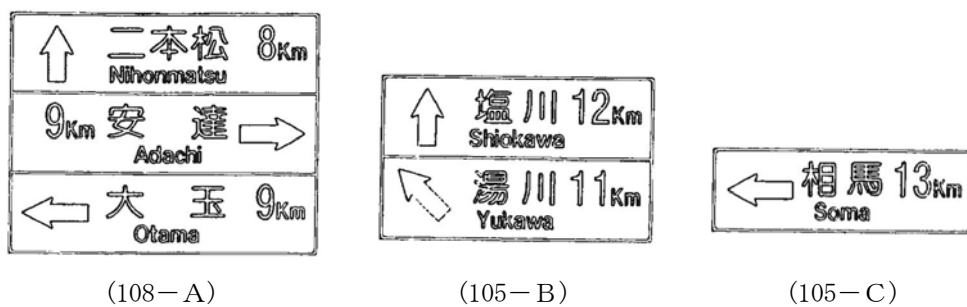 二本松 8Km
Nihonmatsu
9Km 安達
Adachi
大玉 9Km
Otama
塩川 12Km
Shiokawa
湯川 11Km
Yukawa
相馬 13Km
Soma
(108－A)
(105－B)
(105－C)